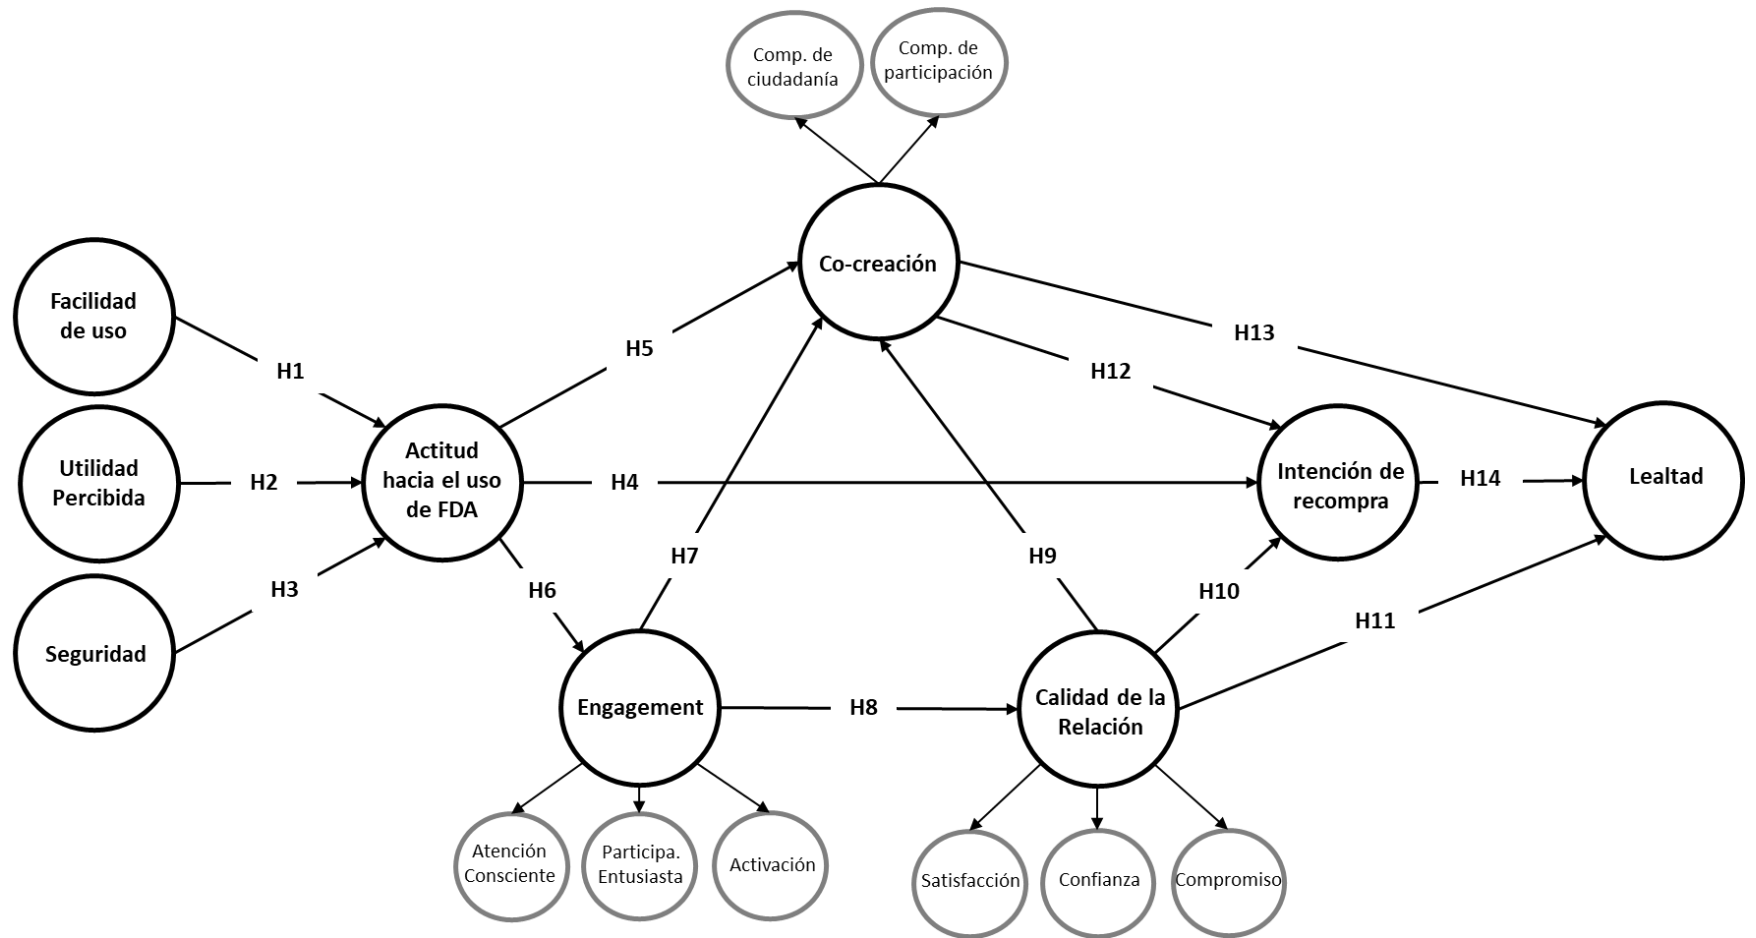 Comp. de
ciudadanía
Comp. de
participación
Co-creación
Facilidad
de uso
H1
H5
H13
H12
Utilidad
Percibida
H2
Actitud
hacia el uso
de FDA
H4
Intención de
recompra
H14
Lealtad
H7
H9
Seguridad
H3
H6
H10
H11
Engagement
H8
Calidad de la
Relación
Atención
Consciente
Participa.
Entusiasta
Activación
Satisfacción
Confianza
Compromiso